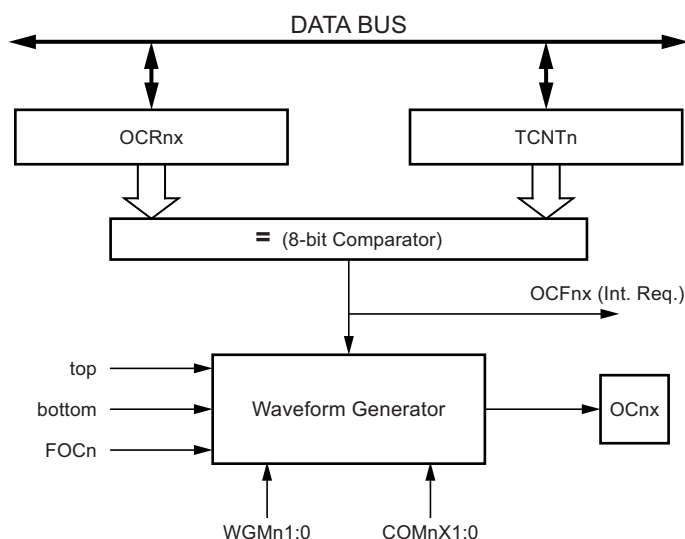 DATA BUS
OCRnx
TCNTn
= (8-bit Comparator)
OCFnx (Int. Req.)
top
bottom
FOCn
Waveform Generator
OCnx
WGMn1:0
COMnX1:0